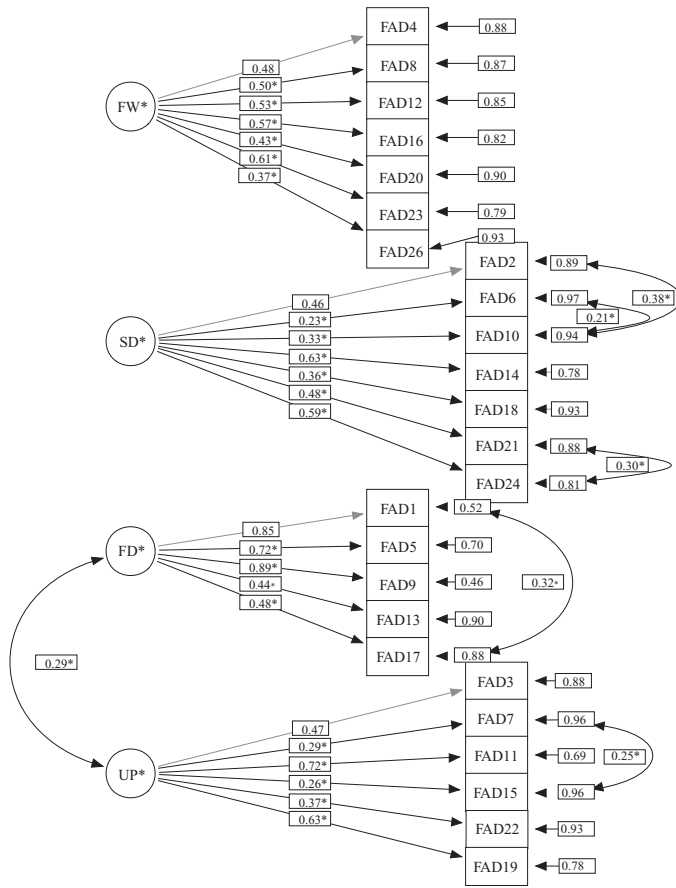 FAD4
0.88
0.48
FAD8
0.87
0.50*
FW*
0.53*
FAD12
0.85
0.57*
FAD16
0.82
0.43*
0.61*
FAD20
0.90
0.37*
FAD23
0.79
FAD26
0.93
FAD2
0.89
0.46
FAD6
0.97
0.38*
0.23*
0.21*
SD*
0.33*
FAD10
0.94
0.63*
FAD14
0.78
0.36*
0.48*
FAD18
0.93
0.59*
FAD21
0.88
0.30*
FAD24
0.81
FAD1
0.52
0.85
FAD5
0.70
FD*
0.72*
0.89*
FAD9
0.46
0.32*
0.44*
0.48*
FAD13
0.90
FAD17
0.88
0.29*
FAD3
0.88
0.47
FAD7
0.96
0.29*
0.72*
FAD11
0.69
0.25*
UP*
0.26*
FAD15
0.96
0.37*
0.63*
FAD22
0.93
FAD19
0.78